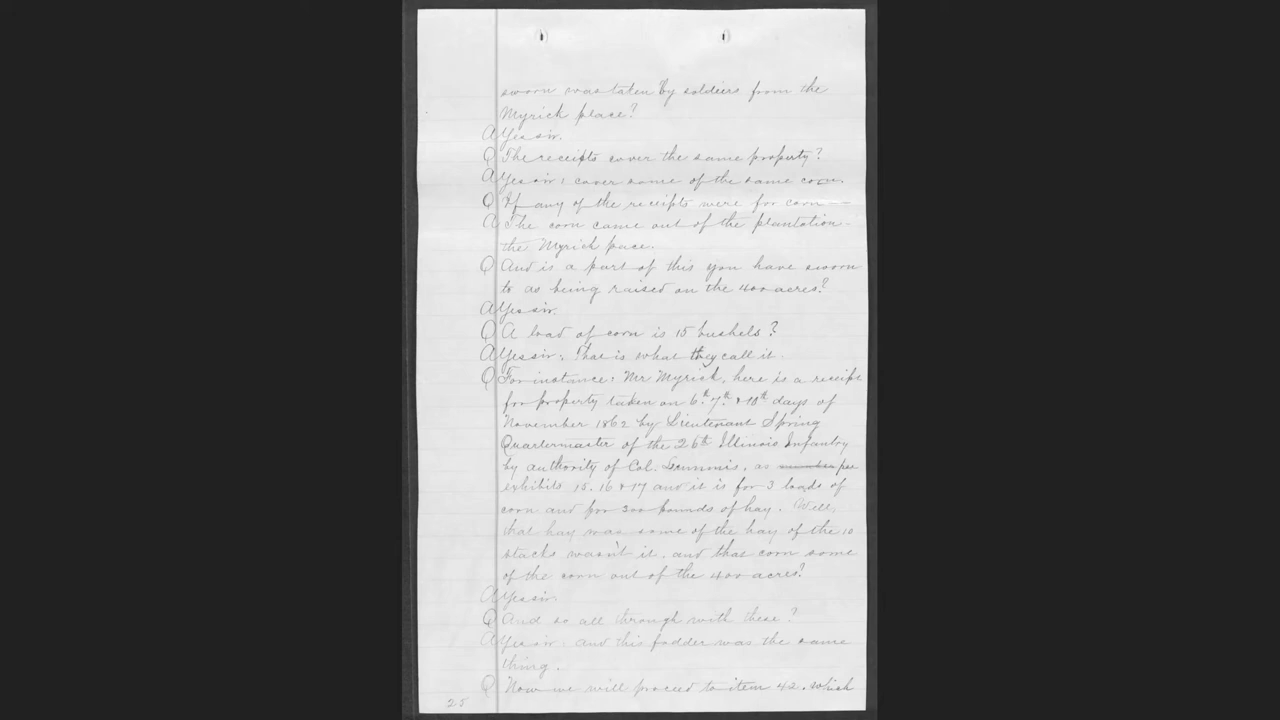 sworn was taken by soldiers from the
Myrick place?
A Yes sir.
Q The receipts cover the same property?
A Yes sir; cover some of the same corn.
Q If any of the receipts were for corn —
A The corn came out of the plantation -
the Myrick pace.
Q And is a part of this you have sworn
to as being raised on the 400 acres?
A Yes sir.
Q A load of corn is 15 bushels?
A Yes sir; That is what they call it.
Q For instance: Mr Myrick, here is a receipt
for property taken on 6th 7th & 10th days of
November 1862 by Lieutenant Spring
Quartermaster of the 26th Illinois Infantry
by authority of Col. as number per
exhibits 15. 16 & 17 and it is for 3 loads of
corn and for 300 pounds of hay. Well,
that hay was some of the hay of the 10
stacks wasn't it. and that corn some
of the corn out of the 400 acres?
A Yes sir.
Q And so all through with these?
A Yes sir. and this fodder was the same
thing.
Q Now we will proceed to item 42. which
25